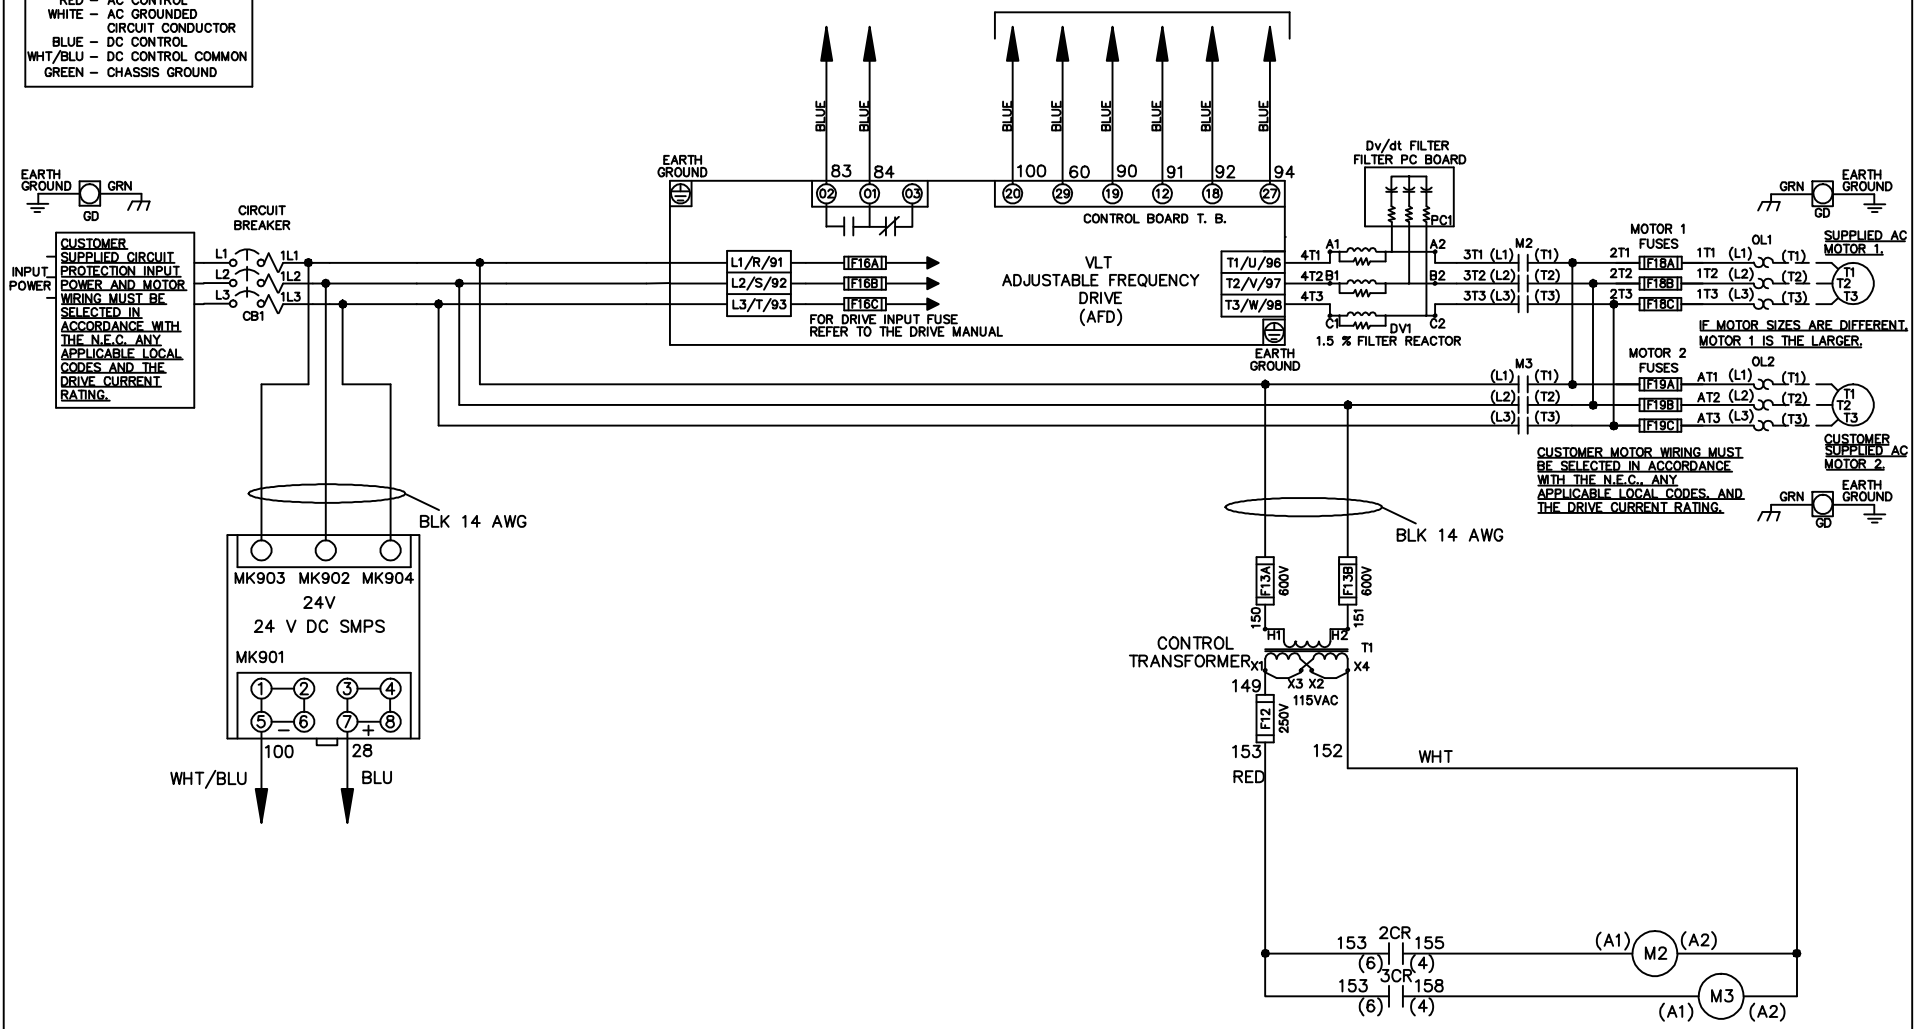 RED – AC CONTROL
WHITE – AC GROUNDED
CIRCUIT CONDUCTOR
BLUE – DC CONTROL
WHT/BLU – DC CONTROL COMMON
GREEN – CHASSIS GROUND
BLUE
BLUE
BLUE
BLUE
BLUE
BLUE
BLUE
BLUE
EARTH
GROUND
GRN
GD
CIRCUIT
BREAKER
INPUT
POWER
CUSTOMER
SUPPLIED CIRCUIT
PROTECTION INPUT
POWER AND MOTOR
WIRING MUST BE
SELECTED IN
ACCORDANCE WITH
THE N.E.C. ANY
APPLICABLE LOCAL
CODES AND THE
DRIVE CURRENT
RATING.
L1 1L1
L2 1L2
L3 1L3
CB1
EARTH
GROUND
83 84
02 01 03
100 60 90 91 92 94
20 29 19 12 18 27
CONTROL BOARD T. B.
L1/R/91 F16A
L2/S/92 F16B
L3/T/93 F16C
FOR DRIVE INPUT FUSE
REFER TO THE DRIVE MANUAL
VLT
ADJUSTABLE FREQUENCY
DRIVE
(AFD)
T1/U/96
T2/V/97
T3/W/98
EARTH
GROUND
Dv/dt FILTER
FILTER PC BOARD
PC1
4T1 A1 A2
4T2 B1 B2
4T3
C1 C2
DV1
1.5 % FILTER REACTOR
M2
3T1 (L1) (T1)
3T2 (L2) (T2)
3T3 (L3) (T3)
MOTOR 1
FUSES
2T1 F18A 1T1 (L1) (T1)
2T2 F18B 1T2 (L2) (T2)
2T3 F18C 1T3 (L3) (T3)
OL1
GRN
GD
EARTH
GROUND
SUPPLIED AC
MOTOR 1.
T1
T2
T3
IF MOTOR SIZES ARE DIFFERENT,
MOTOR 1 IS THE LARGER.
M3
(L1) (T1)
(L2) (T2)
(L3) (T3)
MOTOR 2
FUSES
OL2
F19A AT1 (L1) (T1)
F19B AT2 (L2) (T2)
F19C AT3 (L3) (T3)
T1
T2
T3
CUSTOMER
SUPPLIED AC
MOTOR 2.
CUSTOMER MOTOR WIRING MUST
BE SELECTED IN ACCORDANCE
WITH THE N.E.C., ANY
APPLICABLE LOCAL CODES, AND
THE DRIVE CURRENT RATING.
GRN
GD
EARTH
GROUND
BLK 14 AWG
MK903 MK902 MK904
24V
24 V DC SMPS
MK901
1 2 3 4
5 6 7 8
– +
100 28
WHT/BLU BLU
BLK 14 AWG
F13A 600V
F13B 600V
150 151
H1 H2
T1
CONTROL
TRANSFORMER
X1 X4
X3 X2
115VAC
149
F12 250V
153 152
RED
WHT
2CR
153 155
(6) (4)
(A1) M2 (A2)
3CR
153 158
(6) (4)
(A1) M3 (A2)